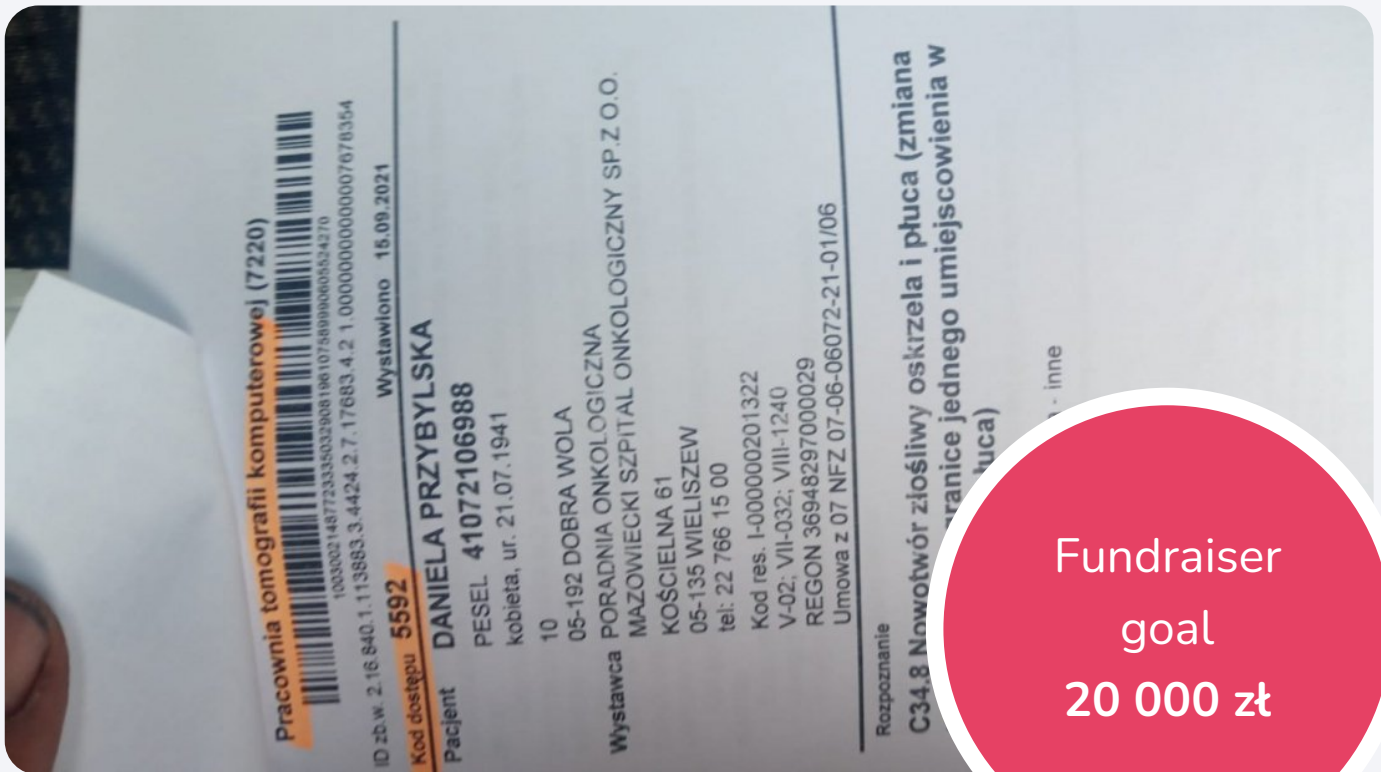 Pracownia tomografii komputerowej (7220)
ID zb.w. 2.16.840.1.113883.3.4424.2.7.17683.4.2 1.0000000000007678354
Kod dostępu 5592 Wystawiono 15.09.2021
Pacjent DANIELA PRZYBYLSKA
PESEL 41072106988
kobieta, ur. 21.07.1941
10
05-192 DOBRA WOLA
Wystawca PORADNIA ONKOLOGICZNA
MAZOWIECKI SZPITAL ONKOLOGICZNY SP.Z O.O.
KOŚCIELNA 61
05-135 WIELISZEW
tel: 22 766 15 00
Kod res. I-000000201322
V-02; VII-032; VIII-1240
REGON 36948297000029
Umowa z 07 NFZ 07-06-06072-21-01/06
Rozpoznanie
C34.8 Nowotwór złośliwy oskrzela i płuca (zmiana
granice jednego umiejscowienia w
łuca)
- inne
Fundraiser
goal
20 000 zł